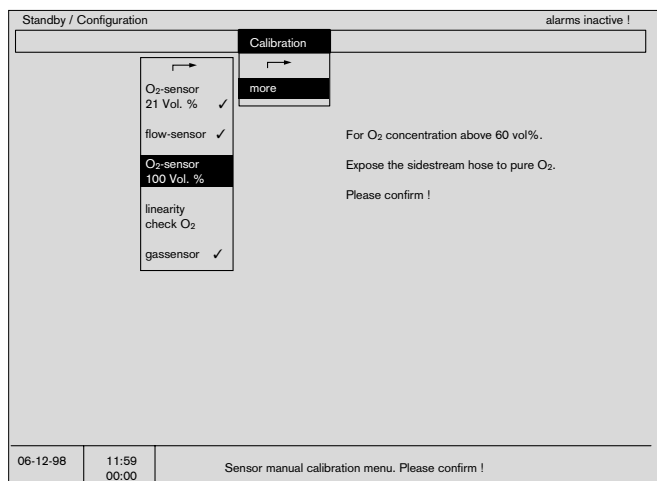 Standby / Configuration
alarms inactive !
Calibration
more
O₂-sensor
21 Vol. % ✓
flow-sensor ✓
O₂-sensor
100 Vol. %
linearity
check O₂
gassensor ✓
For O₂ concentration above 60 vol%.
Expose the sidestream hose to pure O₂.
Please confirm !
06-12-98
11:59
00:00
Sensor manual calibration menu. Please confirm !